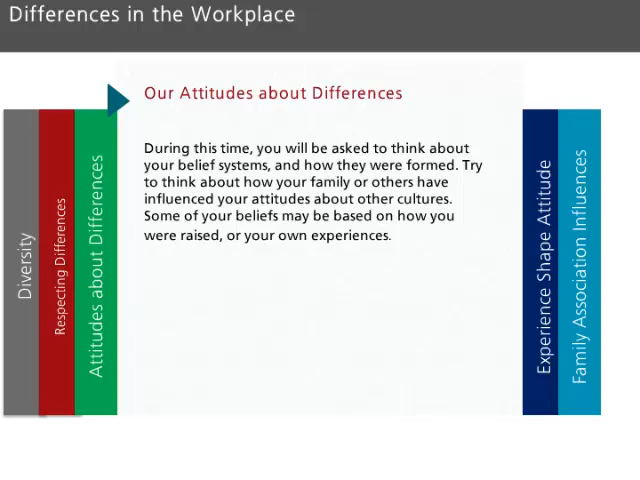 Differences in the Workplace
Our Attitudes about Differences
During this time, you will be asked to think about
your belief systems, and how they were formed. Try
to think about how your family or others have
influenced your attitudes about other cultures.
Some of your beliefs may be based on how you
were raised, or your own experiences.
Diversity
Respecting Differences
Attitudes about Differences
Experience Shape Attitude
Family Association Influences